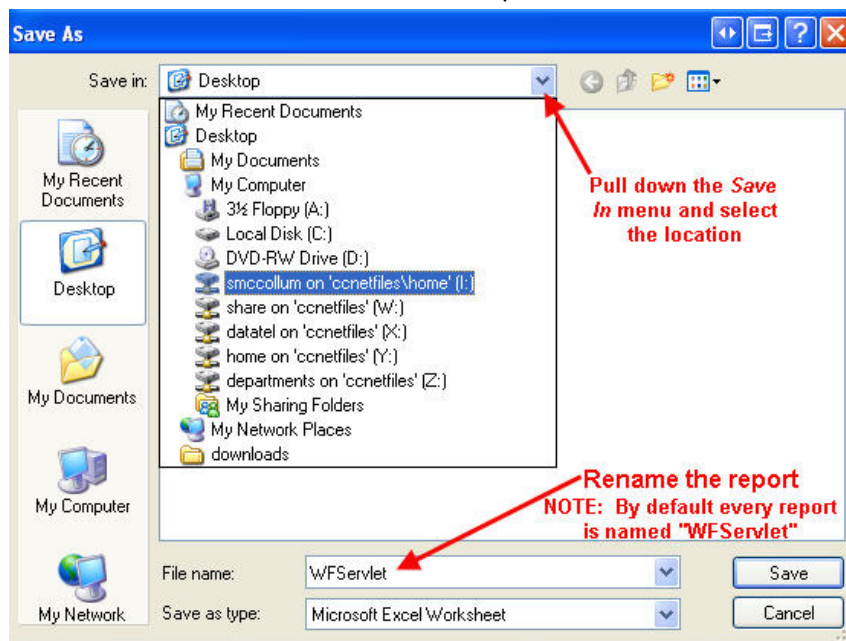 Save As
Save in:
Desktop
My Recent Documents
Desktop
My Documents
My Computer
3½ Floppy (A:)
Local Disk (C:)
DVD-RW Drive (D:)
smccollum on 'ccnetfiles\home' (I:)
share on 'ccnetfiles' (W:)
datatel on 'ccnetfiles' (X:)
home on 'ccnetfiles' (Y:)
departments on 'ccnetfiles' (Z:)
My Sharing Folders
My Network Places
downloads
My Recent
Documents
Desktop
My Documents
My Computer
My Network
Pull down the Save
In menu and select
the location
Rename the report
NOTE: By default every report
is named "WFServlet"
File name:
WFServlet
Save
Save as type:
Microsoft Excel Worksheet
Cancel